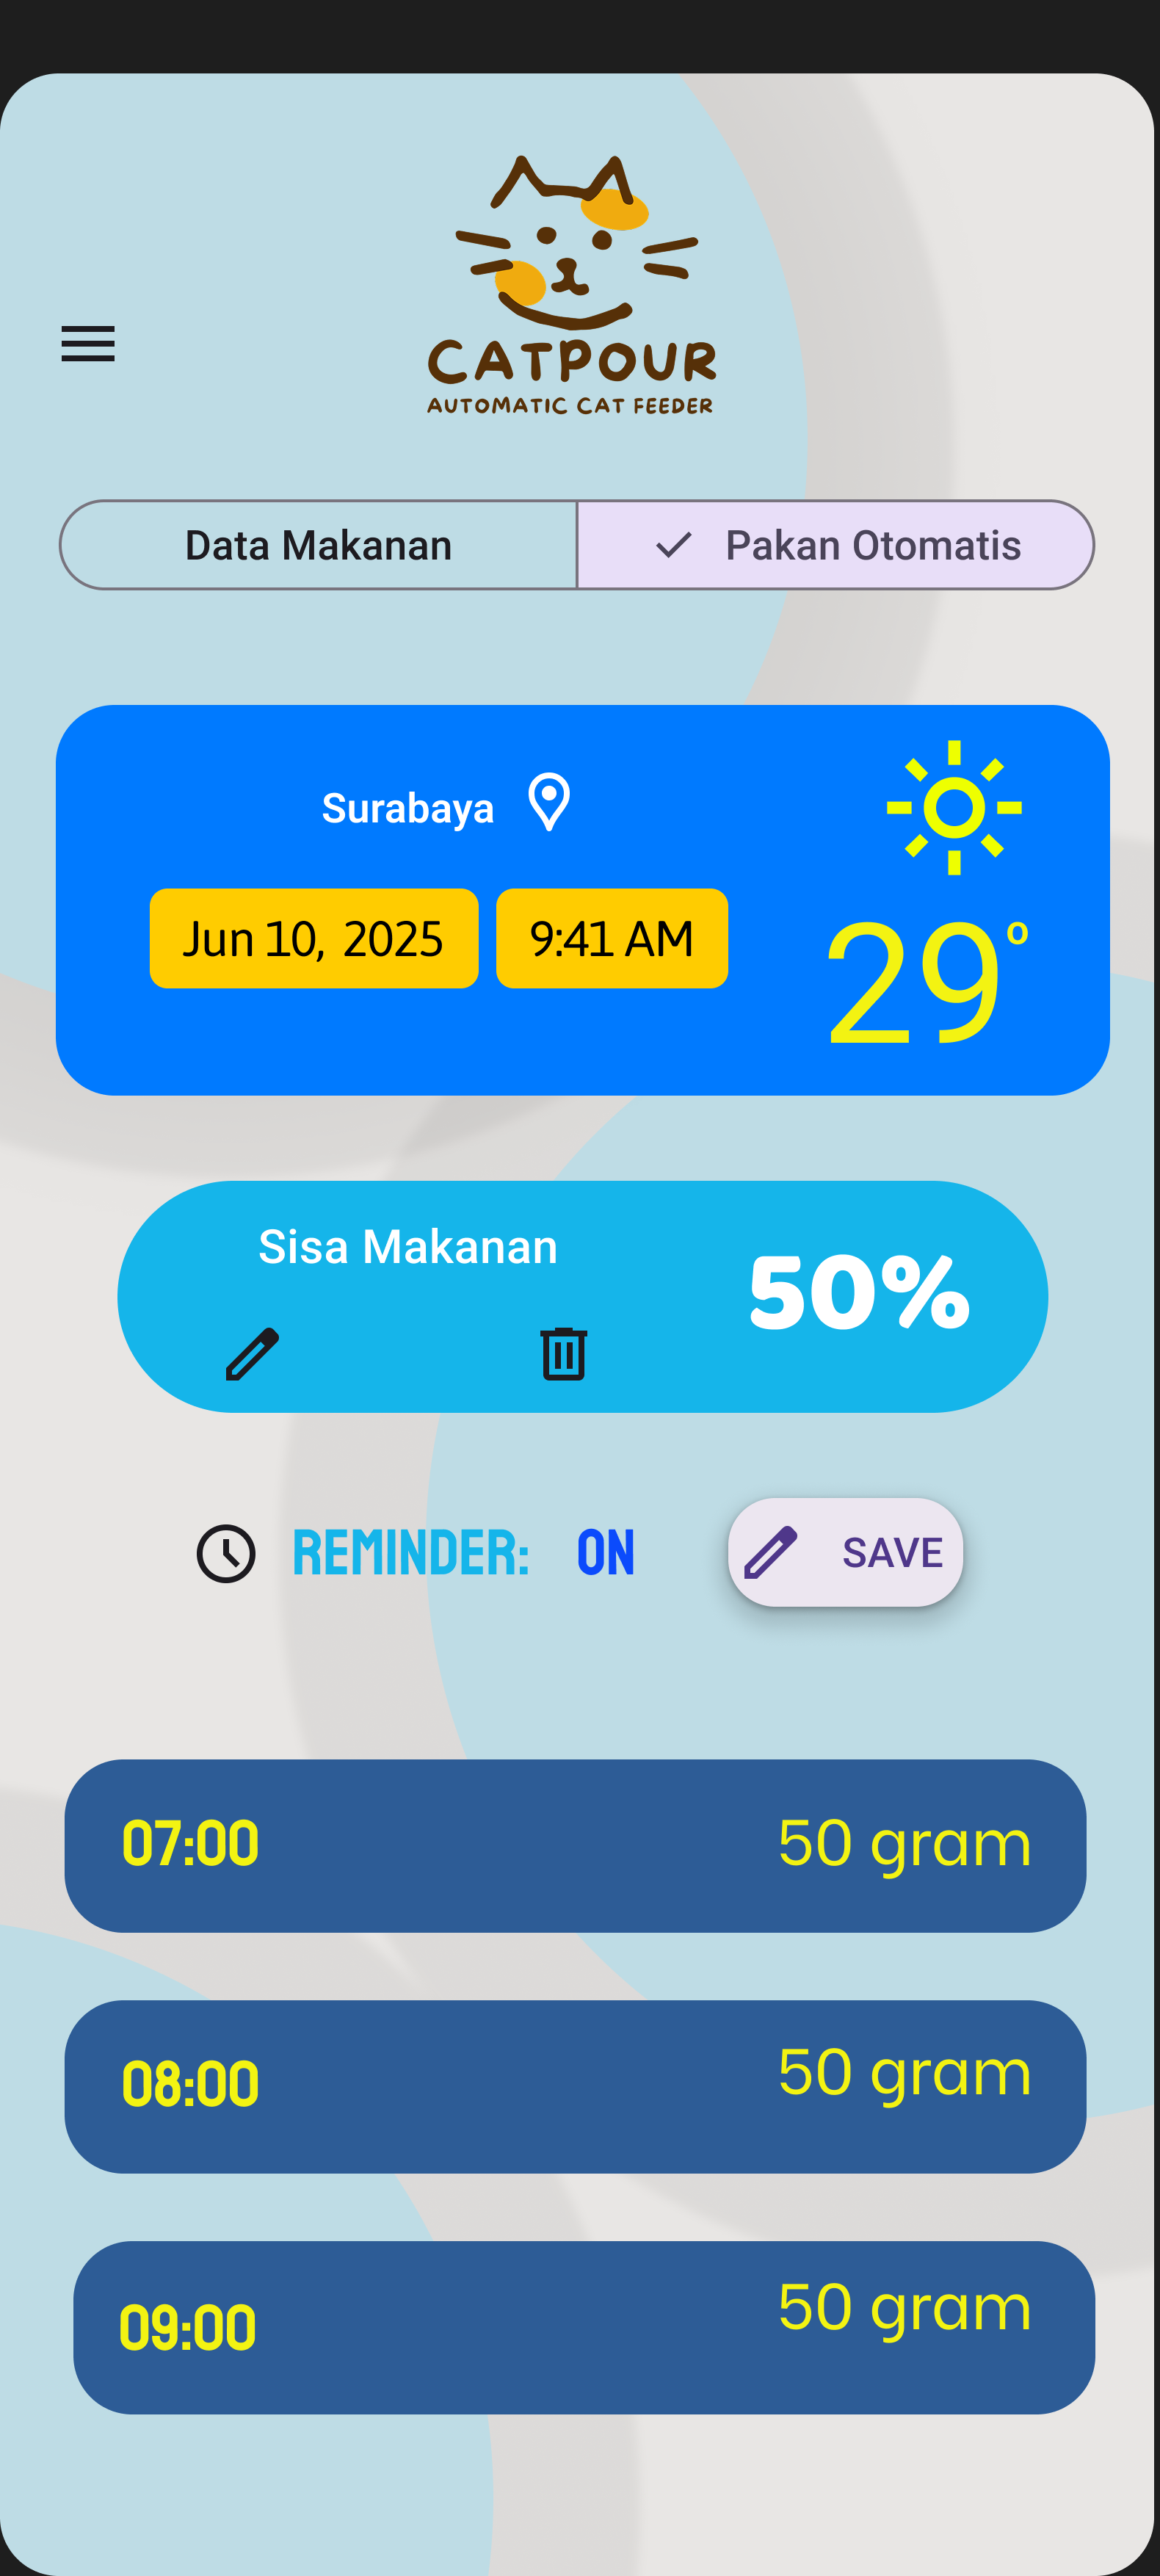 CATPOUR
AUTOMATIC CAT FEEDER
Data Makanan
Pakan Otomatis
Surabaya
Jun 10, 2025
9:41 AM
29°
Sisa Makanan
50%
REMINDER: ON
SAVE
07:00
50 gram
08:00
50 gram
09:00
50 gram